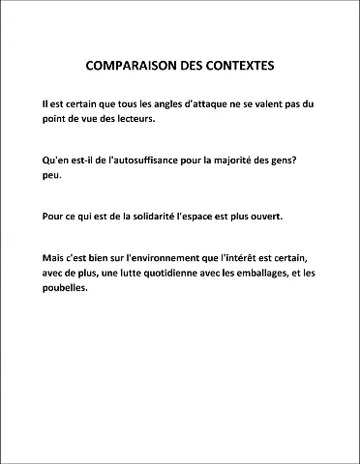 COMPARAISON DES CONTEXTES
Il est certain que tous les angles d'attaque ne se valent pas du
point de vue des lecteurs.
Qu'en est-il de l'autosuffisance pour la majorité des gens?
peu.
Pour ce qui est de la solidarité l'espace est plus ouvert.
Mais c'est bien sur l'environnement que l'intérêt est certain,
avec de plus, une lutte quotidienne avec les emballages, et les
poubelles.